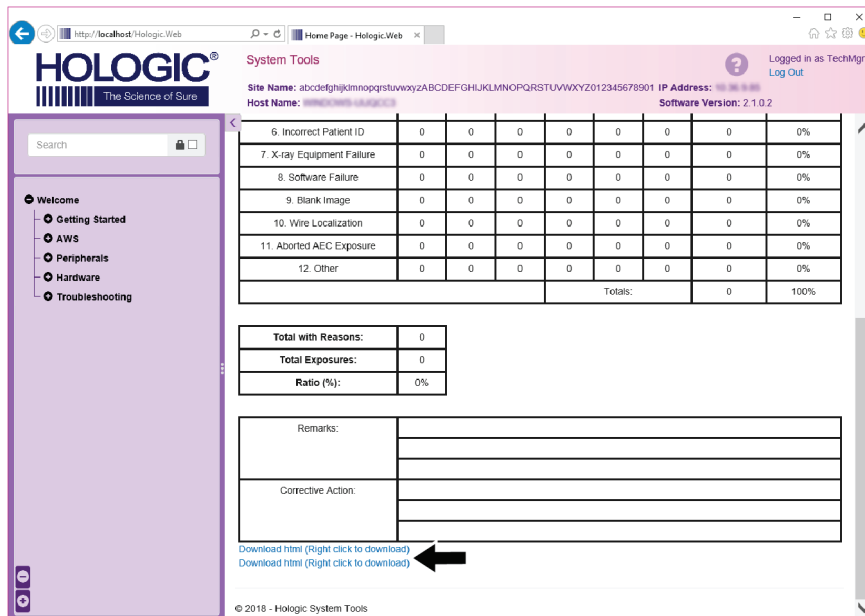 http://localhost/Hologic.Web
Home Page - Hologic.Web
HOLOGIC®
The Science of Sure
System Tools
Logged in as TechMgr
Log Out
Site Name: abcdefghijklmnopqrstuvwxyzABCDEFGHIJKLMNOPQRSTUVWXYZ012345678901 IP Address:
Host Name: Software Version: 2.1.0.2
Search
Welcome
Getting Started
AWS
Peripherals
Hardware
Troubleshooting
6. Incorrect Patient ID 0 0 0 0 0 0 0 0%
7. X-ray Equipment Failure 0 0 0 0 0 0 0 0%
8. Software Failure 0 0 0 0 0 0 0 0%
9. Blank Image 0 0 0 0 0 0 0 0%
10. Wire Localization 0 0 0 0 0 0 0 0%
11. Aborted AEC Exposure 0 0 0 0 0 0 0 0%
12. Other 0 0 0 0 0 0 0 0%
Totals: 0 100%
Total with Reasons: 0
Total Exposures: 0
Ratio (%): 0%
Remarks:
Corrective Action:
Download html (Right click to download)
Download html (Right click to download)
© 2018 - Hologic System Tools